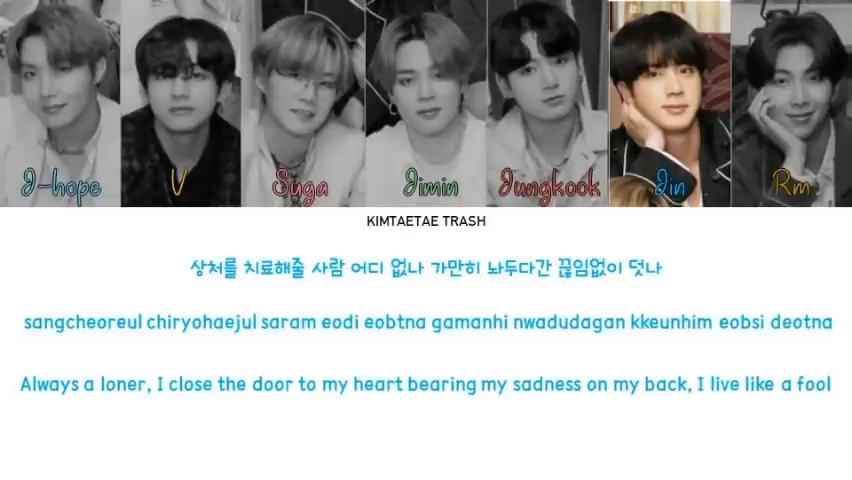 J-hope V Suga Jimin Jungkook Jin Rm
KIMTAETAE TRASH
상처를 치료해줄 사람 어디 없나 가만히 놔두다간 끊임없이 덧나
sangcheoreul chiryohaejul saram eodi eobtna gamanhi nwadudagan kkeunhim eobsi deotna
Always a loner, I close the door to my heart bearing my sadness on my back, I live like a fool